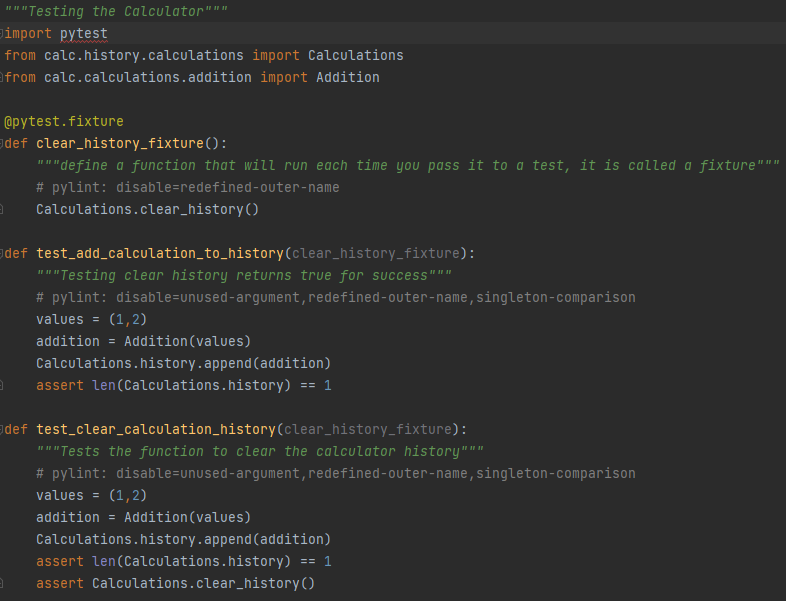 """Testing the Calculator"""
import pytest
from calc.history.calculations import Calculations
from calc.calculations.addition import Addition

@pytest.fixture
def clear_history_fixture():
    """define a function that will run each time you pass it to a test, it is called a fixture"""
    # pylint: disable=redefined-outer-name
    Calculations.clear_history()

def test_add_calculation_to_history(clear_history_fixture):
    """Testing clear history returns true for success"""
    # pylint: disable=unused-argument,redefined-outer-name,singleton-comparison
    values = (1,2)
    addition = Addition(values)
    Calculations.history.append(addition)
    assert len(Calculations.history) == 1

def test_clear_calculation_history(clear_history_fixture):
    """Tests the function to clear the calculator history"""
    # pylint: disable=unused-argument,redefined-outer-name,singleton-comparison
    values = (1,2)
    addition = Addition(values)
    Calculations.history.append(addition)
    assert len(Calculations.history) == 1
    assert Calculations.clear_history()